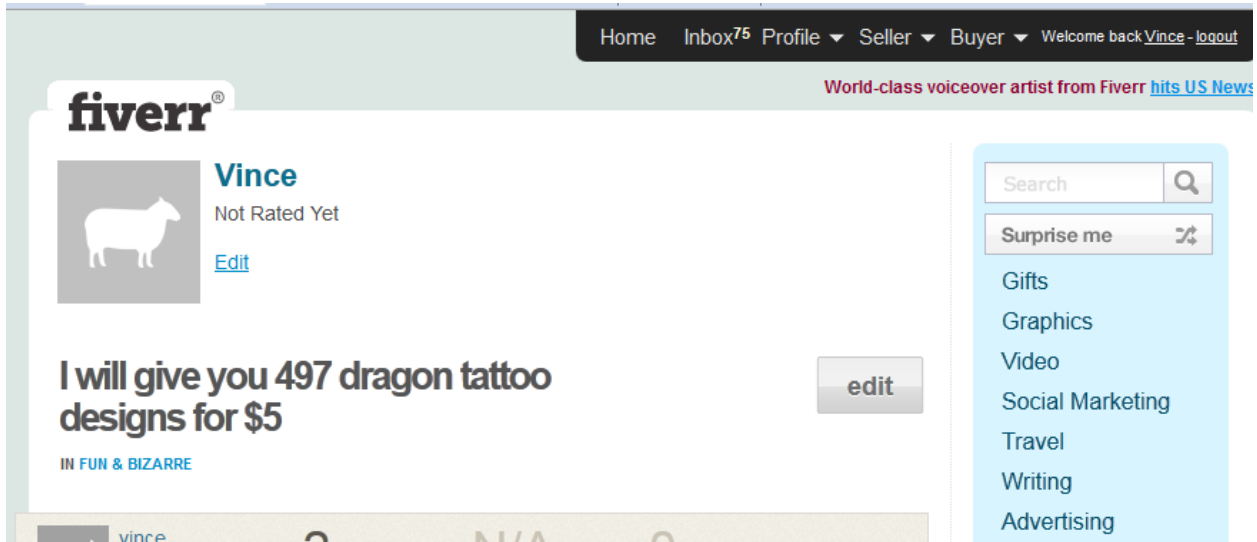 Home Inbox75 Profile Seller Buyer Welcome back Vince - logout
World-class voiceover artist from Fiverr hits US News
fiverr®
Vince
Not Rated Yet
Edit
I will give you 497 dragon tattoo
designs for $5
edit
IN FUN & BIZARRE
vince
N/A
Search
Surprise me
Gifts
Graphics
Video
Social Marketing
Travel
Writing
Advertising